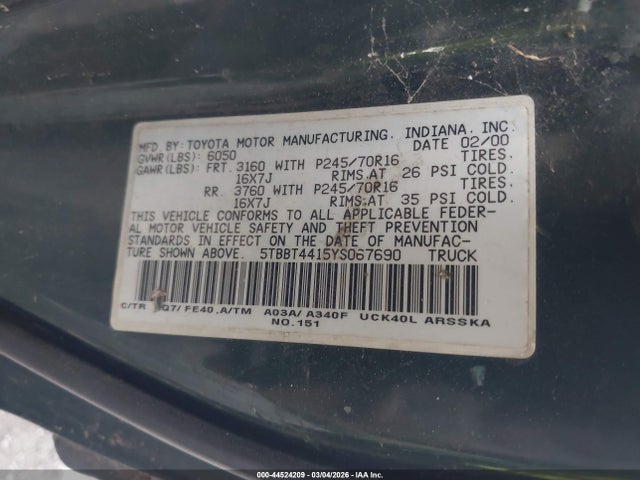 MFD. BY: TOYOTA MOTOR MANUFACTURING, INDIANA, INC.
GVWR(LBS): 6050 DATE 02/00
GAWR(LBS): FRT. 3160 WITH P245/70R16 TIRES.
16X7J RIMS.AT 26 PSI COLD.
RR. 3760 WITH P245/70R16 TIRES.
16X7J RIMS.AT 35 PSI COLD.
THIS VEHICLE CONFORMS TO ALL APPLICABLE FEDER-
AL MOTOR VEHICLE SAFETY AND THEFT PREVENTION
STANDARDS IN EFFECT ON THE DATE OF MANUFAC-
TURE SHOWN ABOVE. 5TBBT4415YS067690 TRUCK
C/TR Q7/ FE40.A/TM A03A/ A340F UCK40L ARSSKA
NO.151
000-44524209 - 03/04/2026 - IAA Inc.